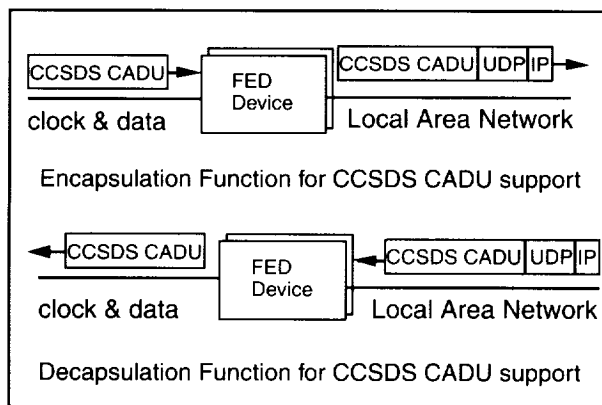 CCSDS CADU
FED
Device
CCSDS CADU UDP IP
clock & data
Local Area Network
Encapsulation Function for CCSDS CADU support
CCSDS CADU
FED
Device
CCSDS CADU UDP IP
clock & data
Local Area Network
Decapsulation Function for CCSDS CADU support